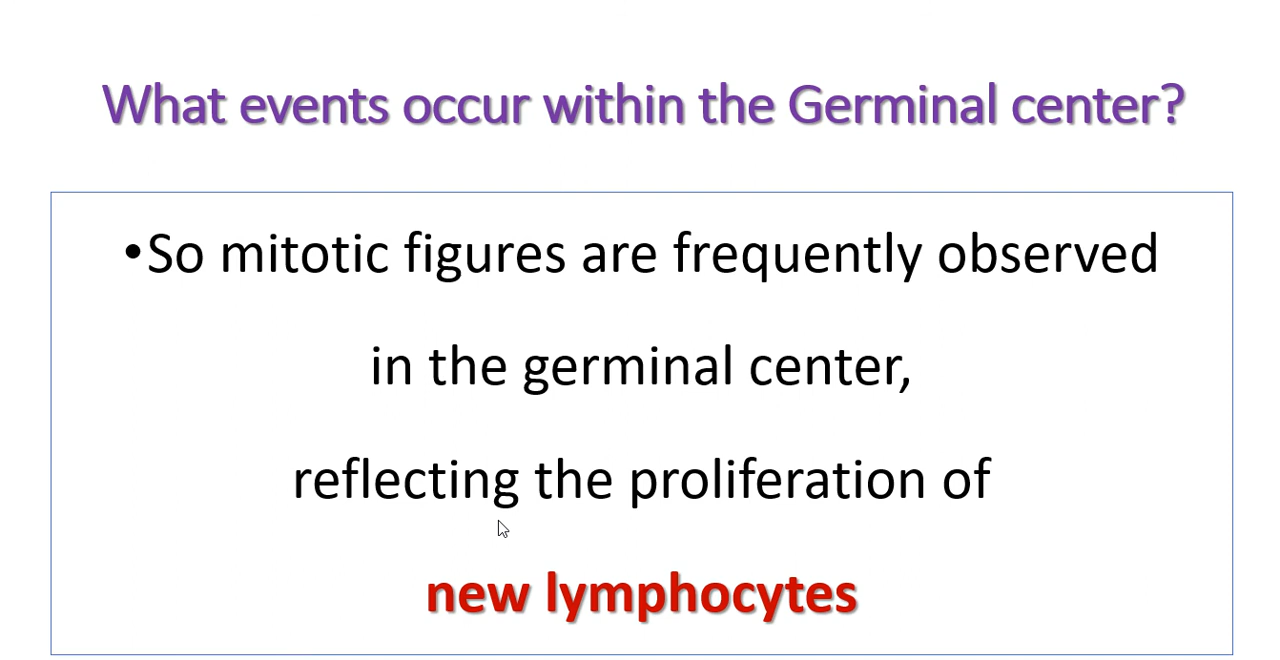 What events occur within the Germinal center?
•So mitotic figures are frequently observed
in the germinal center,
reflecting the proliferation of
new lymphocytes